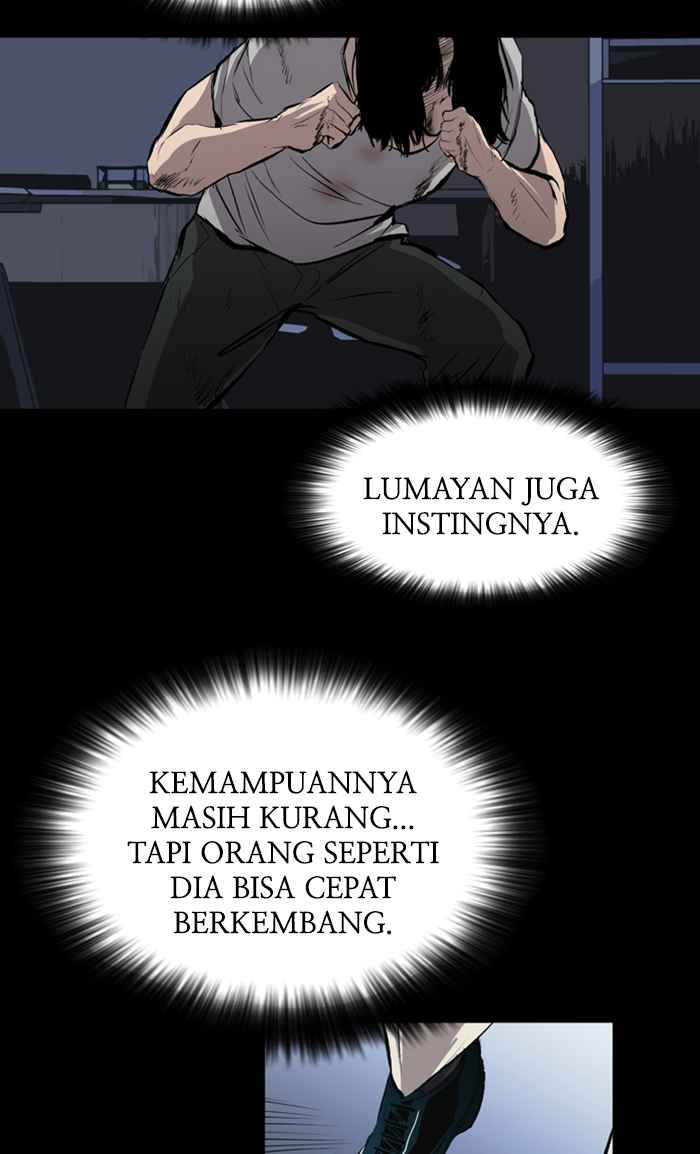 LUMAYAN JUGA
INSTINGNYA.
KEMAMPUANNYA
MASIH KURANG...
TAPI ORANG SEPERTI
DIA BISA CEPAT
BERKEMBANG.